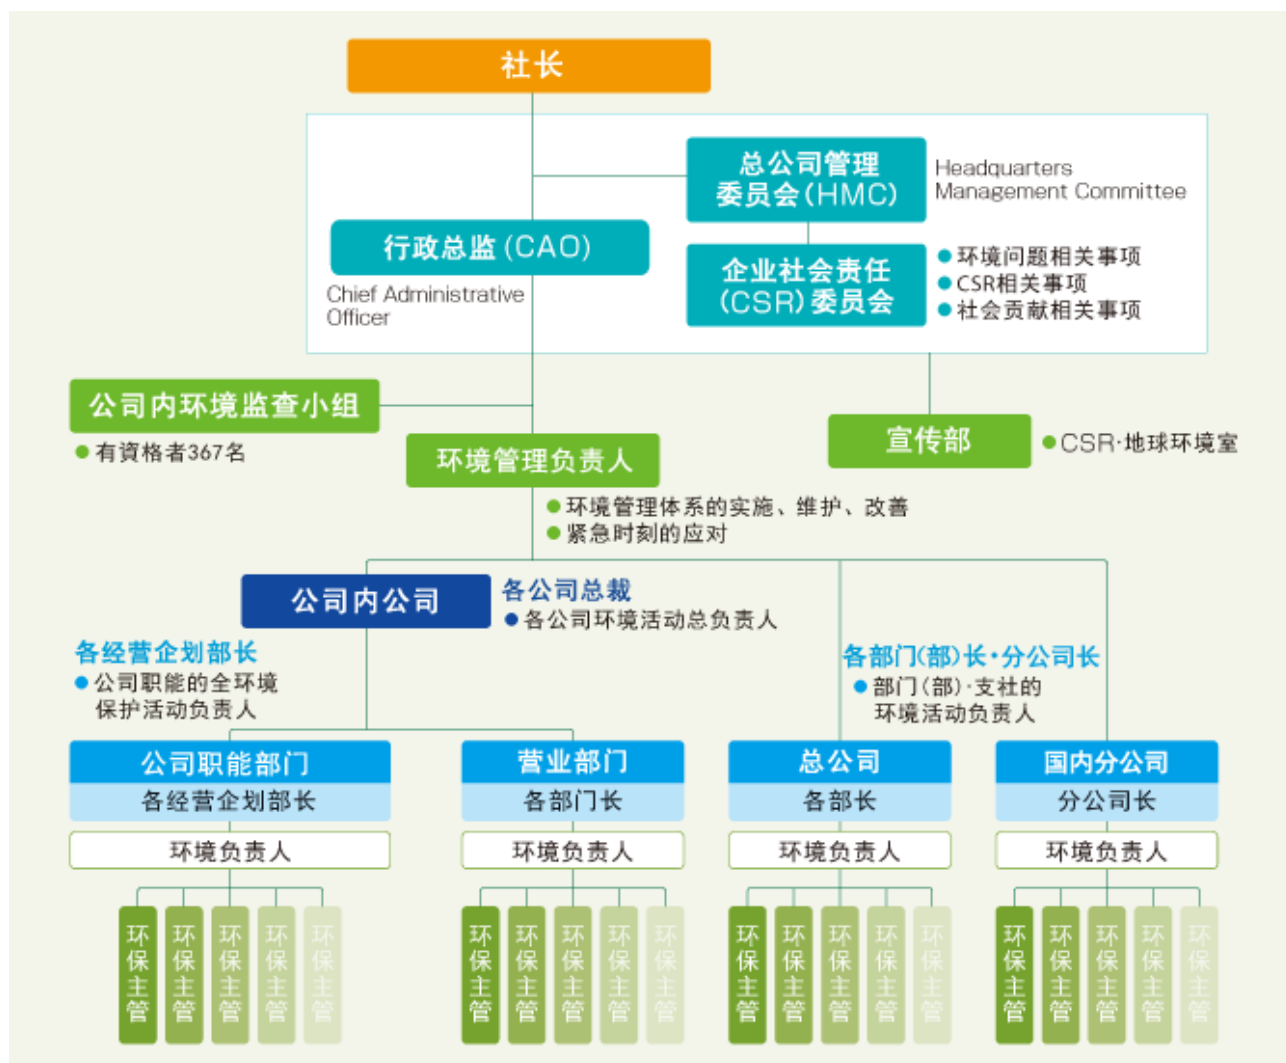 社长
总公司管理
委员会(HMC)
Headquarters
Management Committee
行政总监(CAO)
Chief Administrative
Officer
企业社会责任
(CSR)委员会
●环境问题相关事项
●CSR相关事项
●社会贡献相关事项
公司内环境监查小组
●有資格者367名
环境管理负责人
宣传部
●CSR·地球环境室
●环境管理体系的实施、维护、改善
●紧急时刻的应对
公司内公司
各公司总裁
●各公司环境活动总负责人
各经营企划部长
●公司职能的全环境
保护活动负责人
各部门(部)长·分公司长
●部门(部)·支社的
环境活动负责人
公司职能部门
各经营企划部长
环境负责人
环保主管
环保主管
环保主管
环保主管
环保主管
营业部门
各部门长
环境负责人
环保主管
环保主管
环保主管
环保主管
环保主管
总公司
各部长
环境负责人
环保主管
环保主管
环保主管
环保主管
环保主管
国内分公司
分公司长
环境负责人
环保主管
环保主管
环保主管
环保主管
环保主管